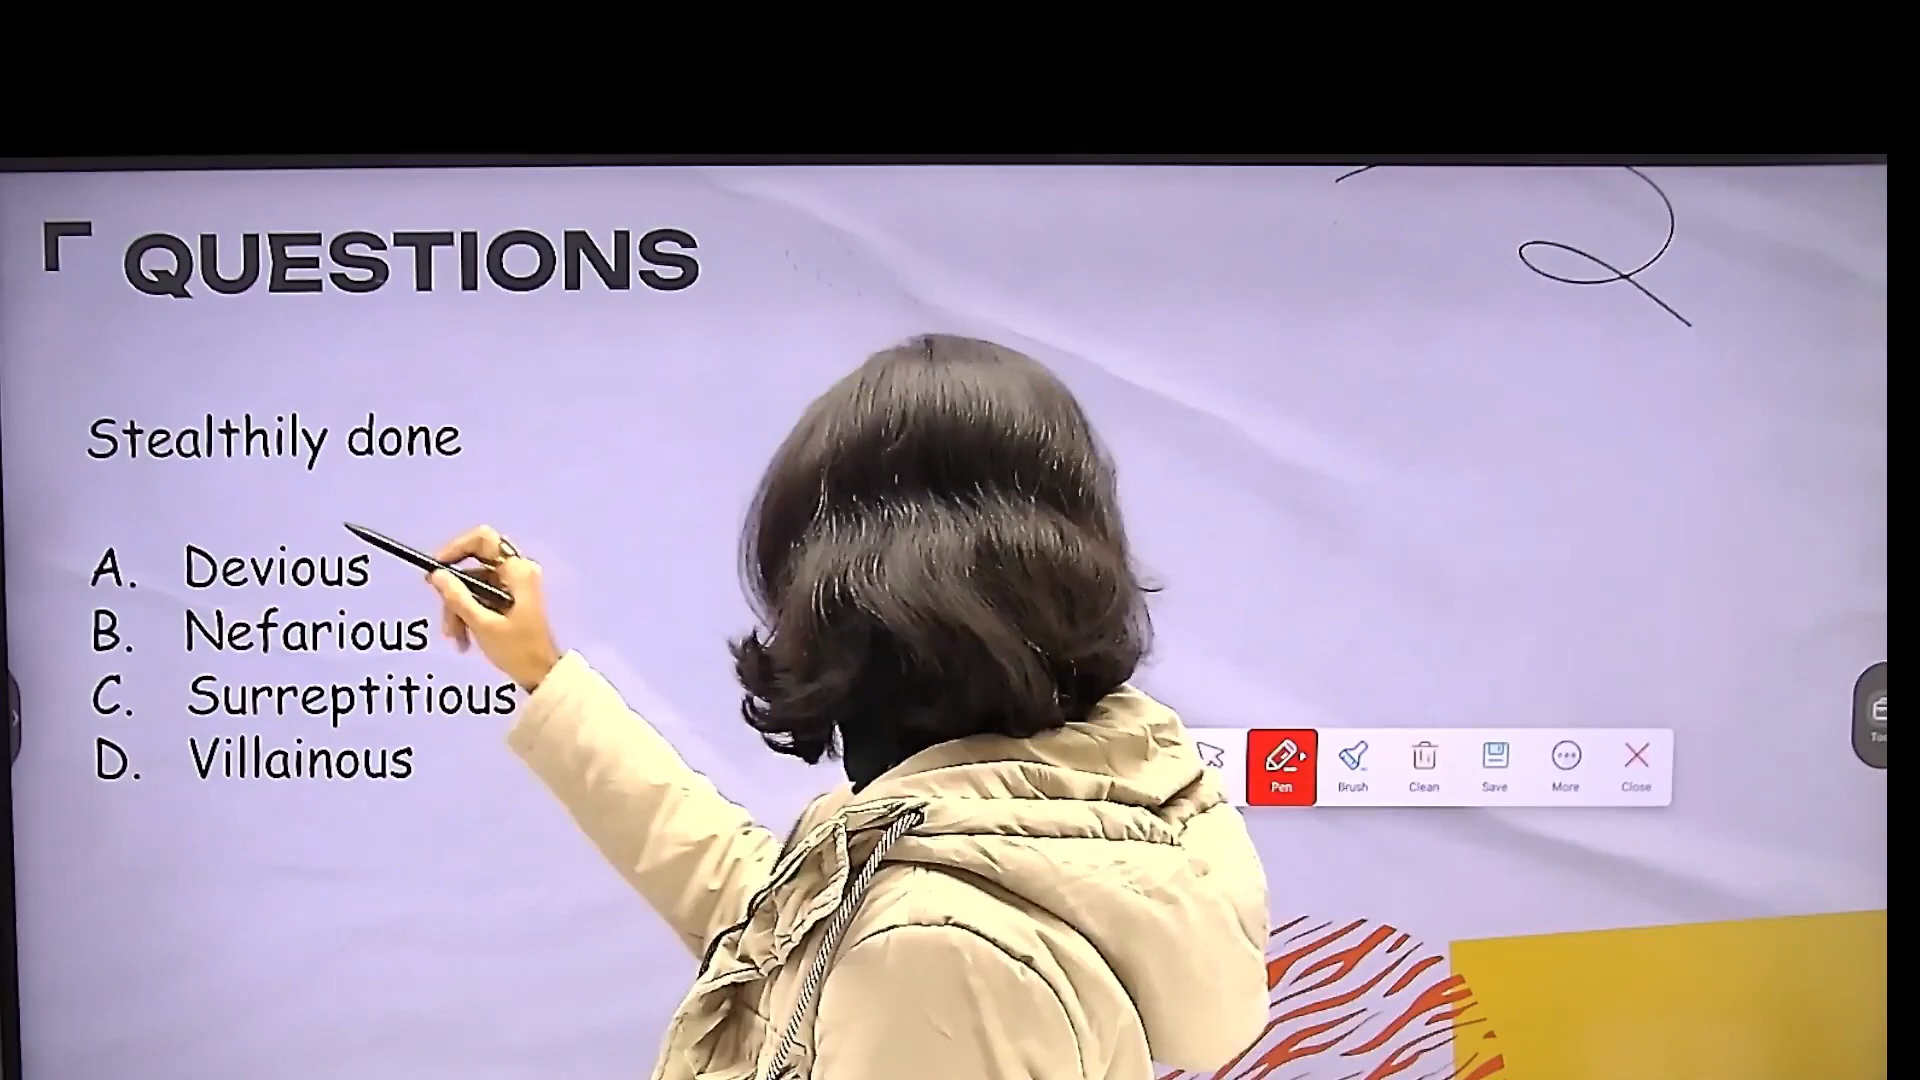 QUESTIONS
Stealthily done
A. Devious
B. Nefarious
C. Surreptitious
D. Villainous
Pen
Brush
Clean
Save
More
Close